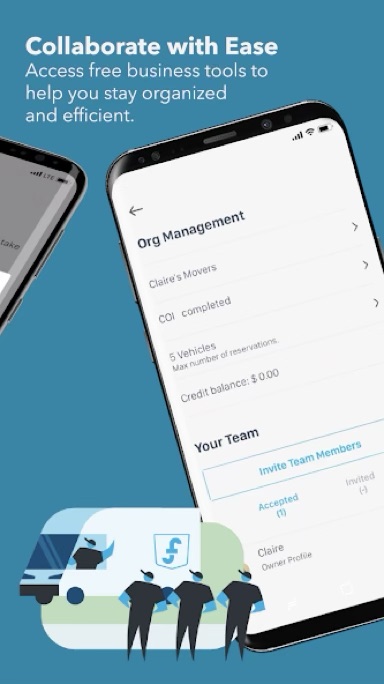 Collaborate with Ease
Access free business tools to
help you stay organized
and efficient.
LTE
take
Org Management
Claire's Movers
COI completed
5 Vehicles
Max number of reservations.
Credit balance: $ 0.00
Your Team
Invite Team Members
Accepted
(1)
Invited
(-)
Claire
Owner Profile